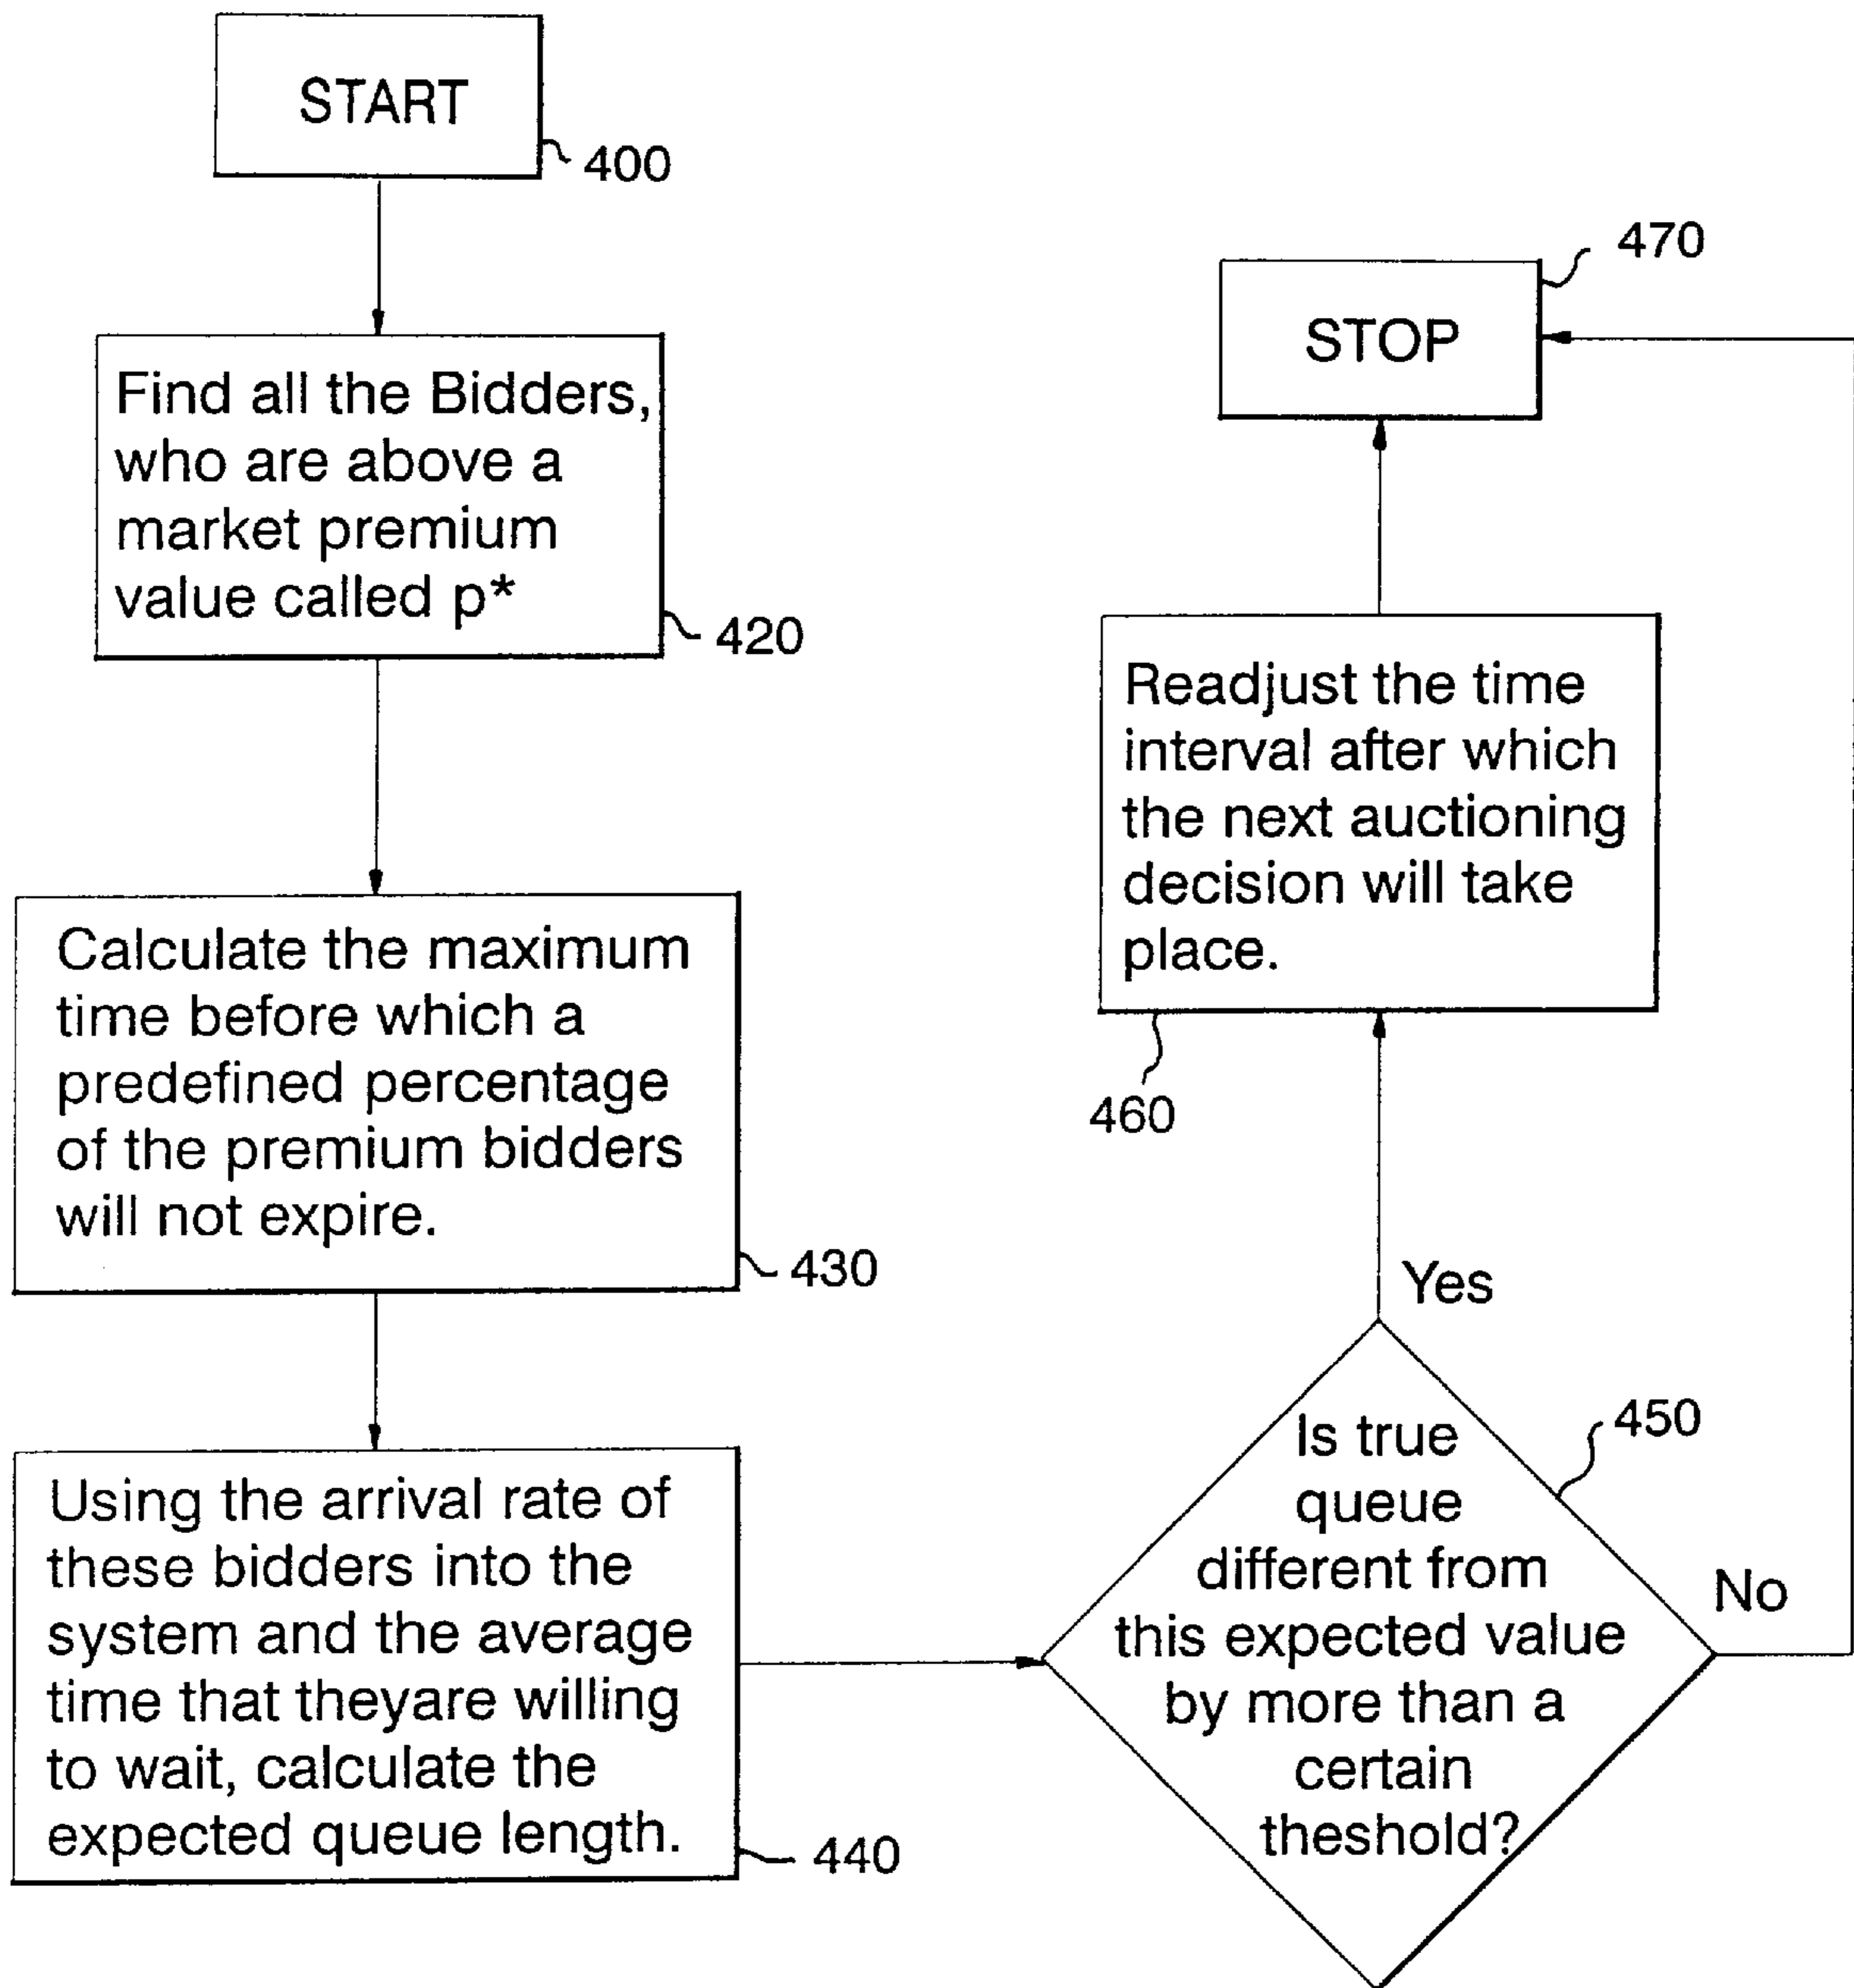 START
400
Find all the Bidders,
who are above a
market premium
value called p*
420
Calculate the maximum
time before which a
predefined percentage
of the premium bidders
will not expire.
430
Using the arrival rate of
these bidders into the
system and the average
time that theyare willing
to wait, calculate the
expected queue length.
440
Is true
queue
different from
this expected value
by more than a
certain
theshold?
450
Yes
No
Readjust the time
interval after which
the next auctioning
decision will take
place.
460
STOP
470